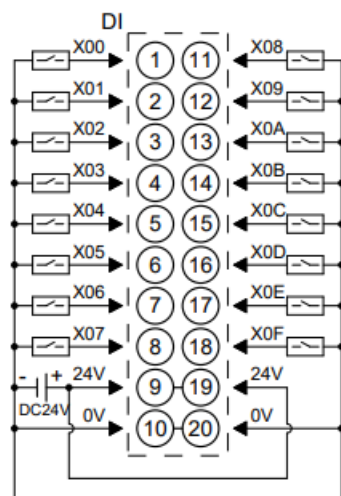 DI
X00 1 11 X08
X01 2 12 X09
X02 3 13 X0A
X03 4 14 X0B
X04 5 15 X0C
X05 6 16 X0D
X06 7 17 X0E
X07 8 18 X0F
- + 24V 9 19 24V
DC24V
0V 10 20 0V